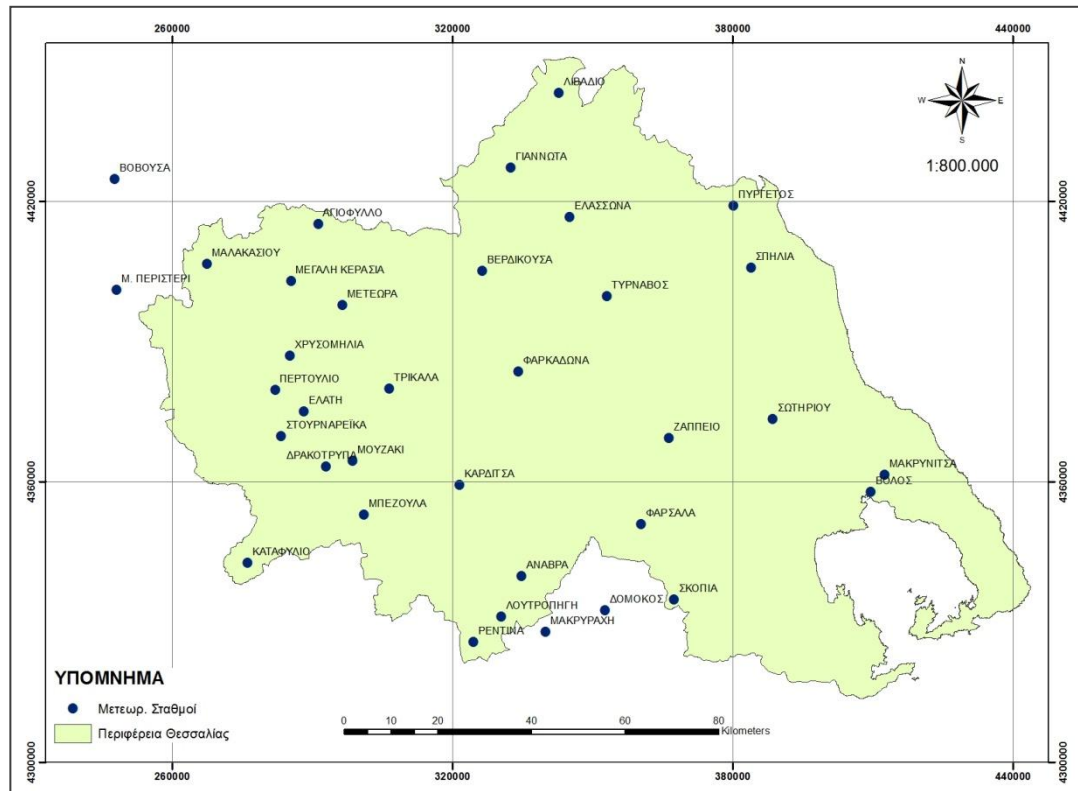 260000
320000
380000
440000
N
W
E
S
1:800.000
ΛΙΒΑΔΙΟ
ΓΙΑΝΝΩΤΑ
ΒΟΒΟΥΣΑ
4420000
4420000
ΠΥΡΓΕΤΟΣ
ΑΓΙΟΦΥΛΛΟ
ΕΛΑΣΣΩΝΑ
ΜΑΛΑΚΑΣΙΟΥ
ΒΕΡΔΙΚΟΥΣΑ
ΣΠΗΛΙΑ
Μ. ΠΕΡΙΣΤΕΡΙ
ΜΕΓΑΛΗ ΚΕΡΑΣΙΑ
ΤΥΡΝΑΒΟΣ
ΜΕΤΕΩΡΑ
ΧΡΥΣΟΜΗΛΙΑ
ΦΑΡΚΑΔΩΝΑ
ΠΕΡΤΟΥΛΙΟ
ΤΡΙΚΑΛΑ
ΕΛΑΤΗ
ΣΩΤΗΡΙΟΥ
ΣΤΟΥΡΝΑΡΕΪΚΑ
ΖΑΠΠΕΙΟ
ΔΡΑΚΟΤΡΥΠΑ
ΜΟΥΖΑΚΙ
ΚΑΡΔΙΤΣΑ
ΜΑΚΡΥΝΙΤΣΑ
4360000
4360000
ΒΟΛΟΣ
ΜΠΕΖΟΥΛΑ
ΦΑΡΣΑΛΑ
ΚΑΤΑΦΥΛΙΟ
ΑΝΑΒΡΑ
ΣΚΟΠΙΑ
ΛΟΥΤΡΟΠΗΓΗ
ΔΟΜΟΚΟΣ
ΜΑΚΡΥΡΑΧΗ
ΡΕΝΤΙΝΑ
ΥΠΟΜΝΗΜΑ
Μετεωρ. Σταθμοί
Περιφέρεια Θεσσαλίας
0 10 20 40 60 80
Kilometers
4300000
4300000
260000
320000
380000
440000